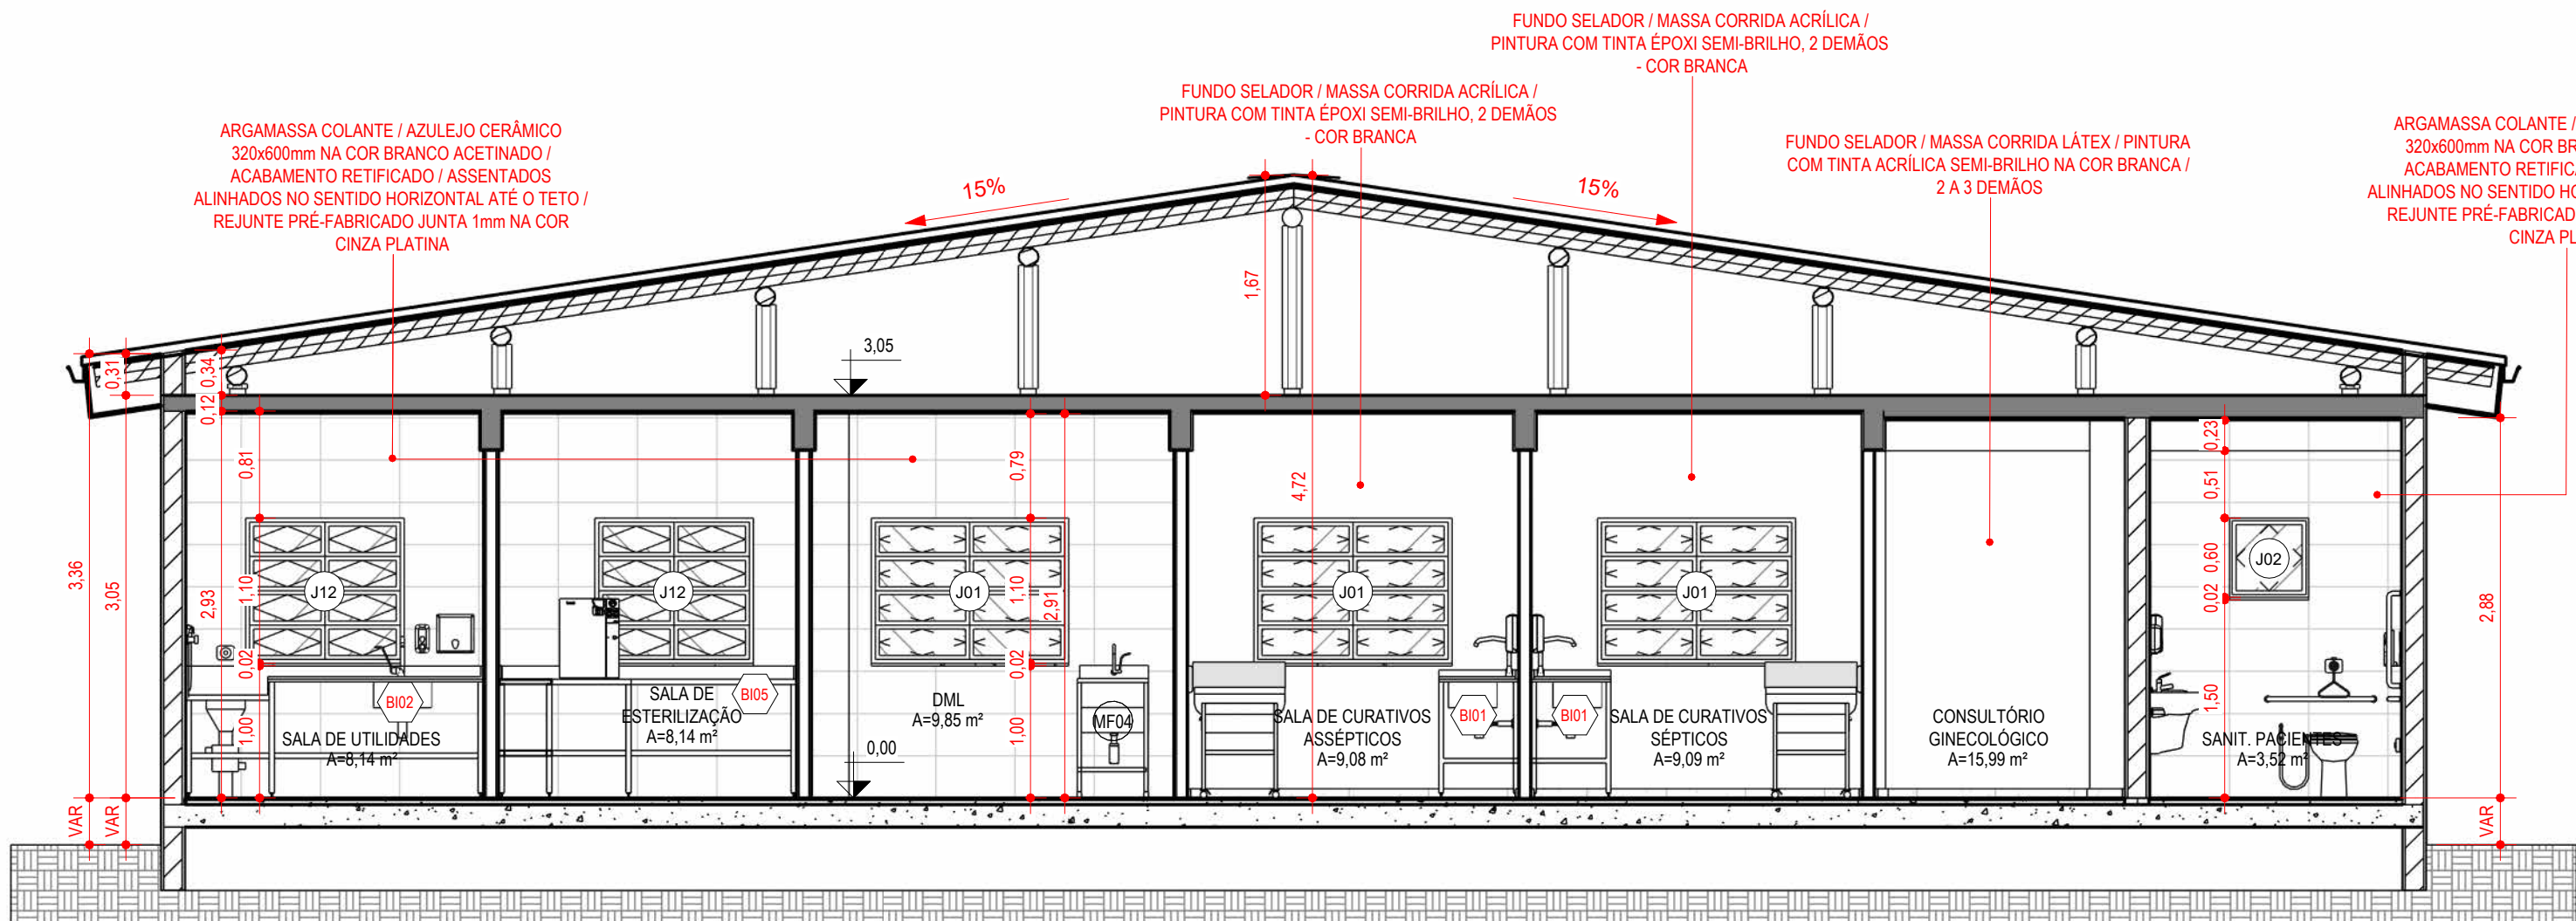 FUNDO SELADOR / MASSA CORRIDA ACRÍLICA /
PINTURA COM TINTA ÉPOXI SEMI-BRILHO, 2 DEMÃOS
- COR BRANCA
FUNDO SELADOR / MASSA CORRIDA ACRÍLICA /
PINTURA COM TINTA ÉPOXI SEMI-BRILHO, 2 DEMÃOS
- COR BRANCA
ARGAMASSA COLANTE / AZULEJO CERÂMICO
320x600mm NA COR BRANCO ACETINADO /
ACABAMENTO RETIFICADO / ASSENTADOS
ALINHADOS NO SENTIDO HORIZONTAL ATÉ O TETO /
REJUNTE PRÉ-FABRICADO JUNTA 1mm NA COR
CINZA PLATINA
FUNDO SELADOR / MASSA CORRIDA LÁTEX / PINTURA
COM TINTA ACRÍLICA SEMI-BRILHO NA COR BRANCA /
2 A 3 DEMÃOS
ARGAMASSA COLANTE /
320x600mm NA COR BR
ACABAMENTO RETIFICA
ALINHADOS NO SENTIDO HO
REJUNTE PRÉ-FABRICAD
CINZA PL
15%
15%
1,67
3,05
0,31
0,34
0,12
0,81
0,79
4,72
0,23
0,51
3,36
3,05
2,93
1,10
0,02
1,00
J12
J12
J01
1,10
2,91
0,02
1,00
J01
J01
0,60
0,02
1,50
J02
2,88
BI02
SALA DE UTILIDADES
A=8,14 m²
SALA DE
ESTERILIZAÇÃO
A=8,14 m²
BI05
DML
A=9,85 m²
0,00
MF04
SALA DE CURATIVOS
ASSÉPTICOS
A=9,08 m²
BI01
BI01
SALA DE CURATIVOS
SÉPTICOS
A=9,09 m²
CONSULTÓRIO
GINECOLÓGICO
A=15,99 m²
SANIT. PACIENTES
A=3,52 m²
VAR
VAR
VAR